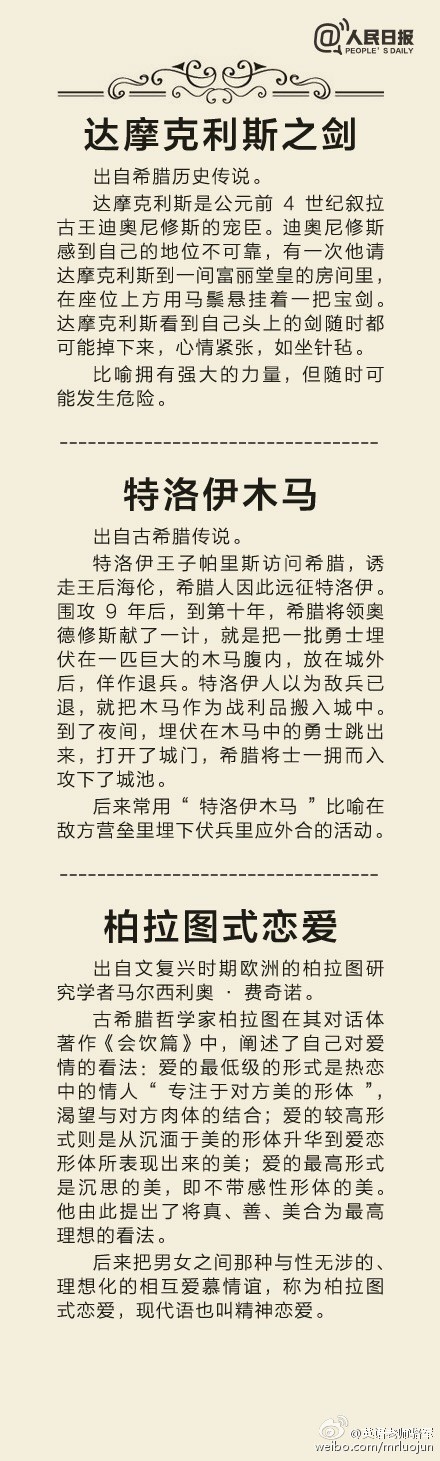 @人民日报
PEOPLE'S DAILY
达摩克利斯之剑
出自希腊历史传说。
达摩克利斯是公元前 4 世纪叙拉
古王迪奥尼修斯的宠臣。迪奥尼修斯
感到自己的地位不可靠，有一次他请
达摩克利斯到一间富丽堂皇的房间里，
在座位上方用马鬃悬挂着一把宝剑。
达摩克利斯看到自己头上的剑随时都
可能掉下来，心情紧张，如坐针毡。
比喻拥有强大的力量，但随时可
能发生危险。
特洛伊木马
出自古希腊传说。
特洛伊王子帕里斯访问希腊，诱
走王后海伦，希腊人因此远征特洛伊。
围攻 9 年后，到第十年，希腊将领奥
德修斯献了一计，就是把一批勇士埋
伏在一匹巨大的木马腹内，放在城外
后，佯作退兵。特洛伊人以为敌兵已
退，就把木马作为战利品搬入城中。
到了夜间，埋伏在木马中的勇士跳出
来，打开了城门，希腊将士一拥而入
攻下了城池。
后来常用“ 特洛伊木马 ”比喻在
敌方营垒里埋下伏兵里应外合的活动。
柏拉图式恋爱
出自文复兴时期欧洲的柏拉图研
究学者马尔西利奥 · 费奇诺。
古希腊哲学家柏拉图在其对话体
著作《会饮篇》中，阐述了自己对爱
情的看法：爱的最低级的形式是热恋
中的情人“ 专注于对方美的形体 ”，
渴望与对方肉体的结合；爱的较高形
式则是从沉湎于美的形体升华到爱恋
形体所表现出来的美；爱的最高形式
是沉思的美，即不带感性形体的美。
他由此提出了将真、善、美合为最高
理想的看法。
后来把男女之间那种与性无涉的、
理想化的相互爱慕情谊，称为柏拉图
式恋爱，现代语也叫精神恋爱。
weibo.com/mrluojun